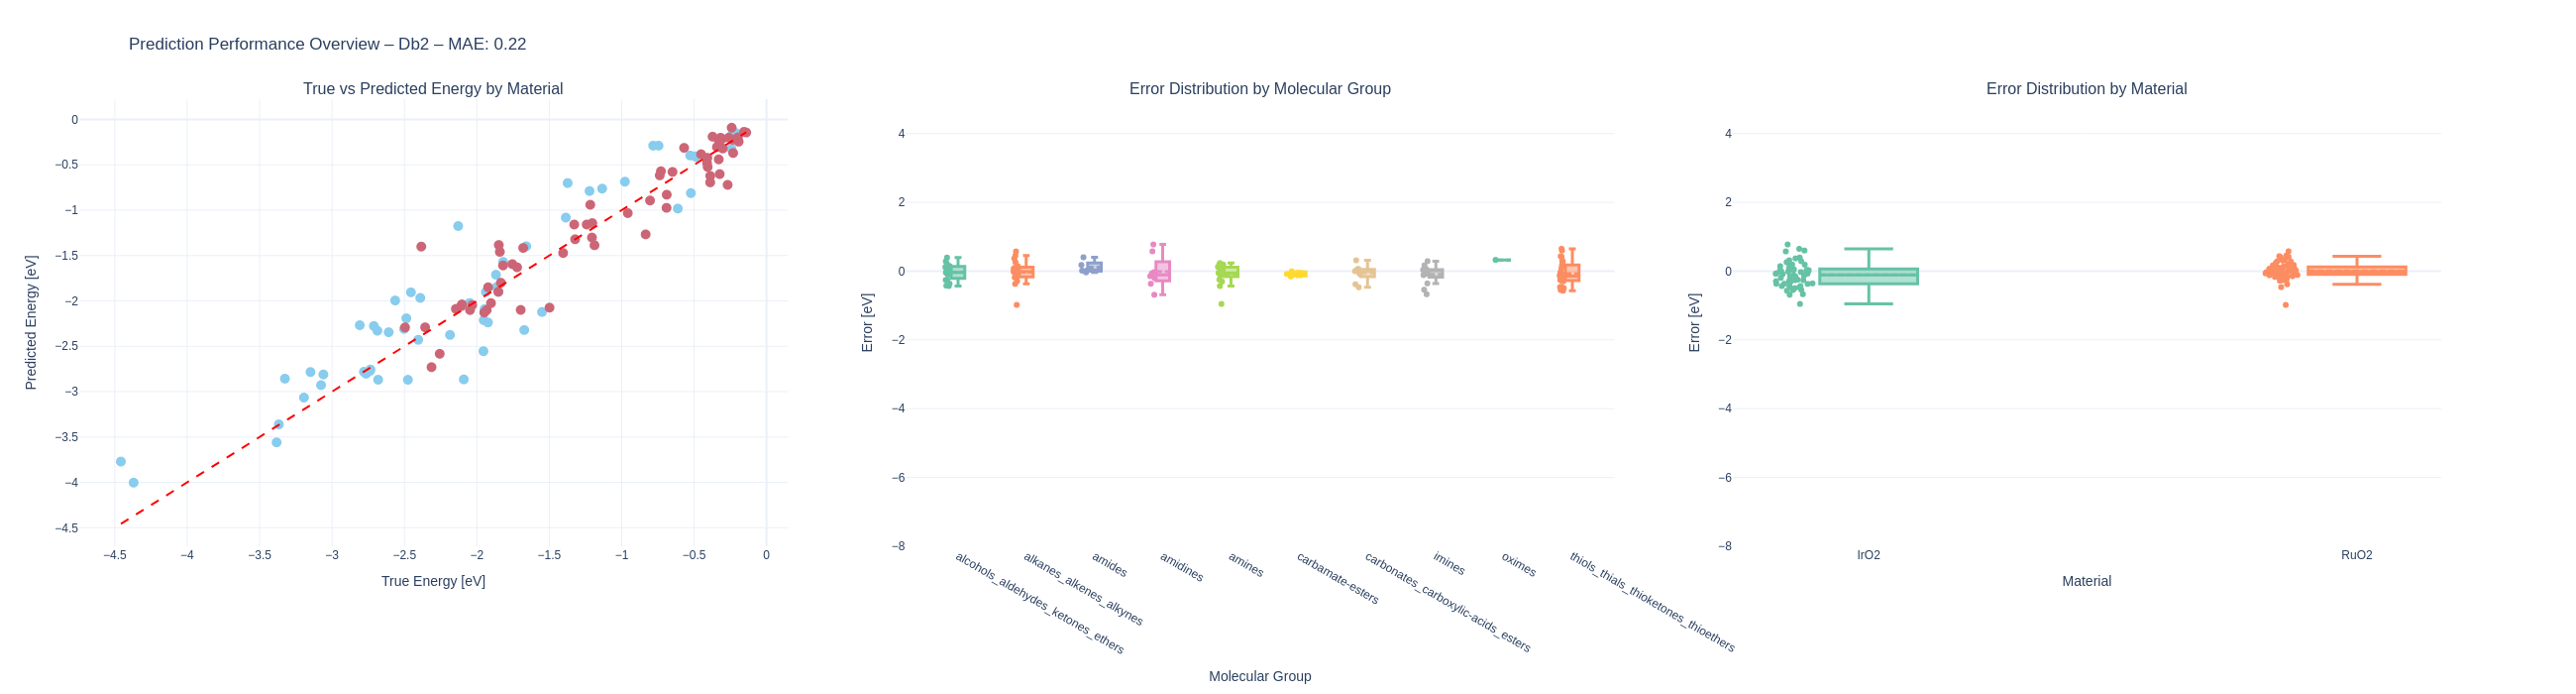 Prediction Performance Overview – Db2 – MAE: 0.22
True vs Predicted Energy by Material
0
−0.5
−1
−1.5
−2
−2.5
−3
−3.5
−4
−4.5
Predicted Energy [eV]
−4.5
−4
−3.5
−3
−2.5
−2
−1.5
−1
−0.5
0
True Energy [eV]
Error Distribution by Molecular Group
4
2
0
−2
−4
−6
−8
Error [eV]
alcohols_aldehydes_ketones_ethers
alkanes_alkenes_alkynes
amides
amidines
amines
carbamate-esters
carbonates_carboxylic-acids_esters
imines
oximes
thiols_thials_thioketones_thioethers
Molecular Group
Error Distribution by Material
4
2
0
−2
−4
−6
−8
Error [eV]
IrO2
RuO2
Material